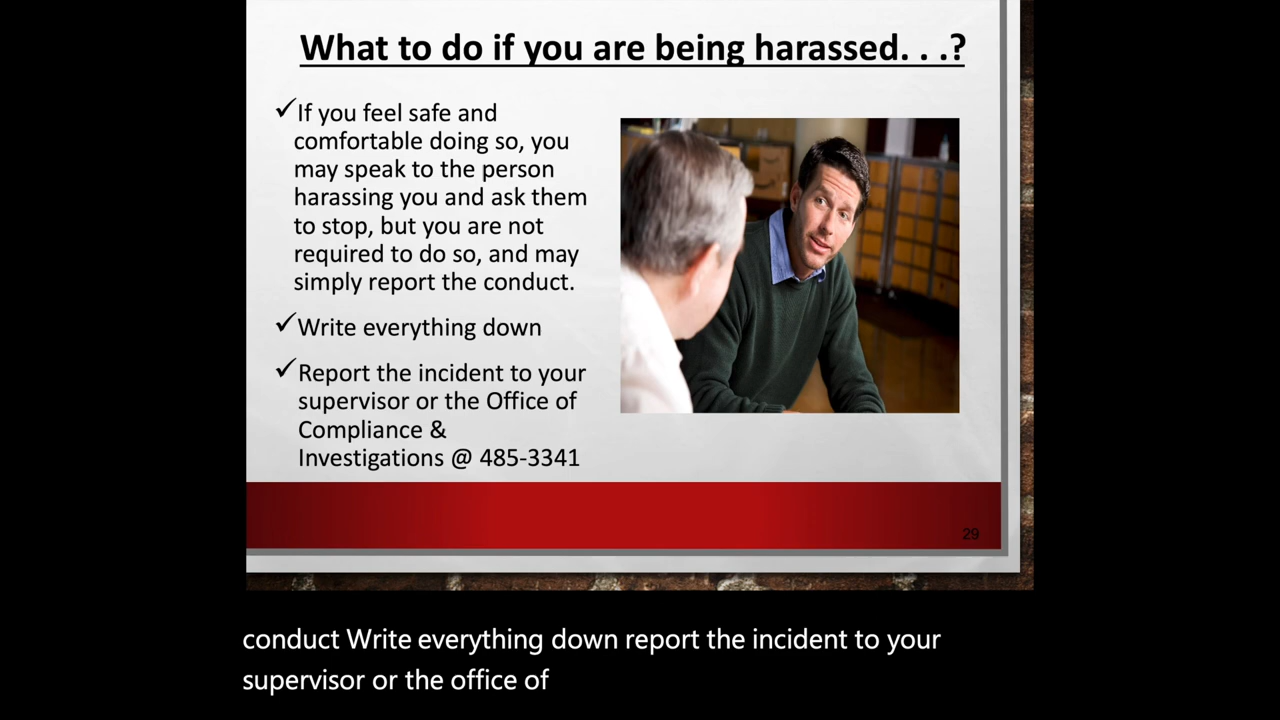 What to do if you are being harassed. . .?
✓If you feel safe and
comfortable doing so, you
may speak to the person
harassing you and ask them
to stop, but you are not
required to do so, and may
simply report the conduct.
✓Write everything down
✓Report the incident to your
supervisor or the Office of
Compliance &
Investigations @ 485-3341
29
conduct Write everything down report the incident to your
supervisor or the office of